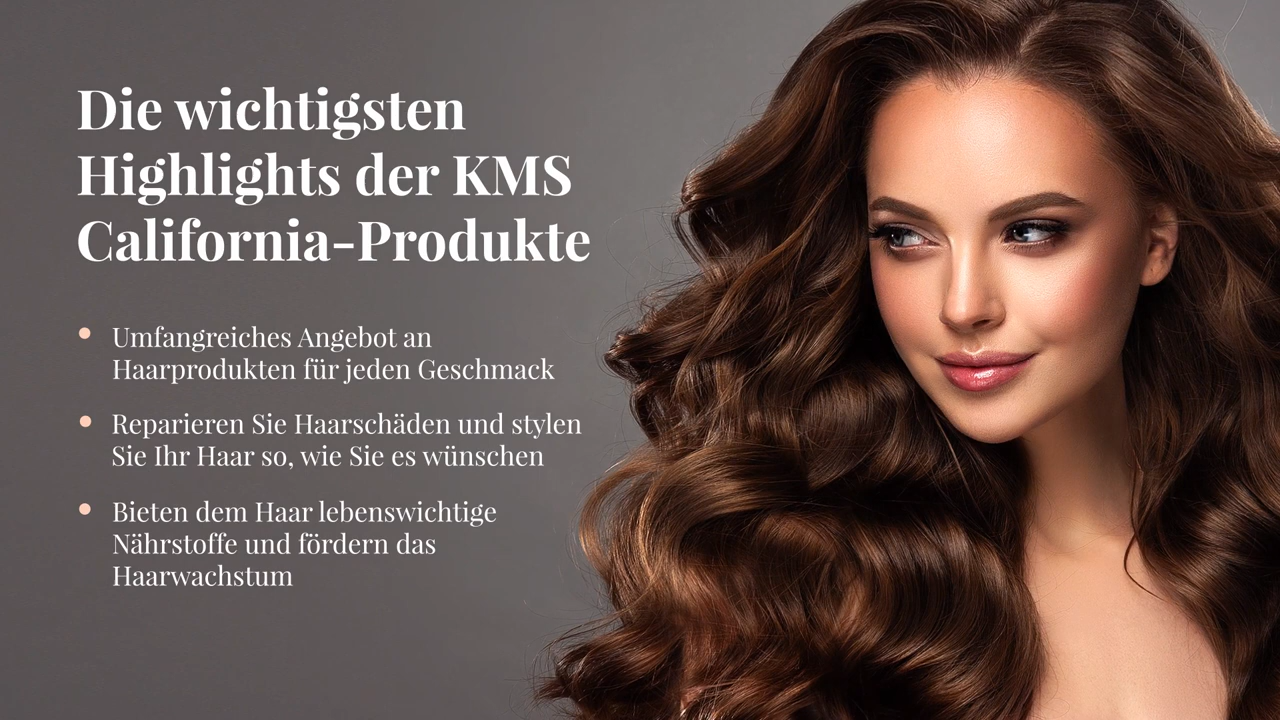 Die wichtigsten
Highlights der KMS
California-Produkte
Umfangreiches Angebot an
Haarprodukten für jeden Geschmack
Reparieren Sie Haarschäden und stylen
Sie Ihr Haar so, wie Sie es wünschen
Bieten dem Haar lebenswichtige
Nährstoffe und fördern das
Haarwachstum